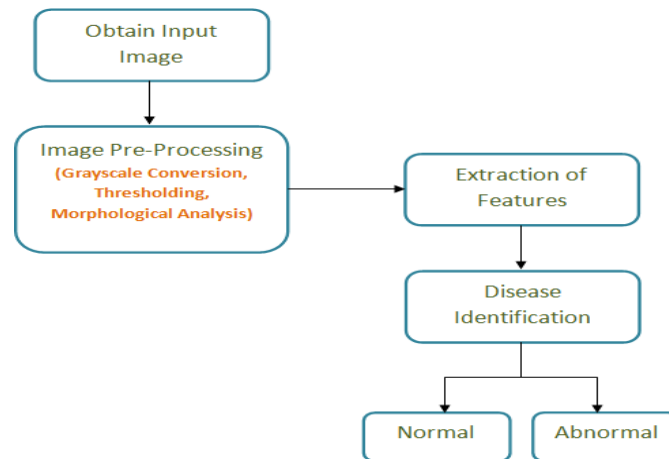 Obtain Input
Image
Image Pre-Processing
(Grayscale Conversion,
Thresholding,
Morphological Analysis)
Extraction of
Features
Disease
Identification
Normal
Abnormal